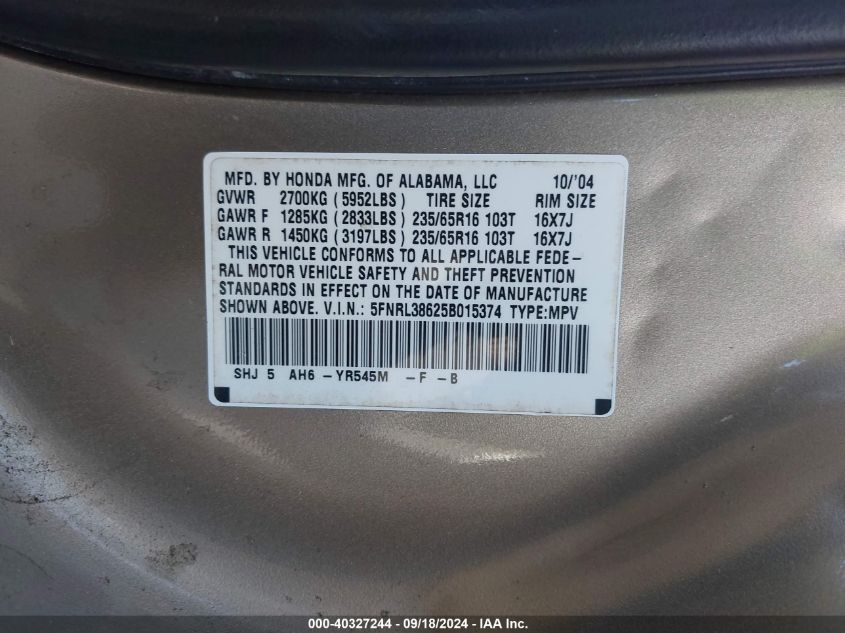 MFD. BY HONDA MFG. OF ALABAMA, LLC 10/'04
GVWR 2700KG (5952LBS) TIRE SIZE RIM SIZE
GAWR F 1285KG (2833LBS) 235/65R16 103T 16X7J
GAWR R 1450KG (3197LBS) 235/65R16 103T 16X7J
THIS VEHICLE CONFORMS TO ALL APPLICABLE FEDE-
RAL MOTOR VEHICLE SAFETY AND THEFT PREVENTION
STANDARDS IN EFFECT ON THE DATE OF MANUFACTURE
SHOWN ABOVE. V.I.N.: 5FNRL38625B015374 TYPE:MPV
SHJ 5 AH6 -YR545M -F -B
000-40327244 - 09/18/2024 - IAA Inc.